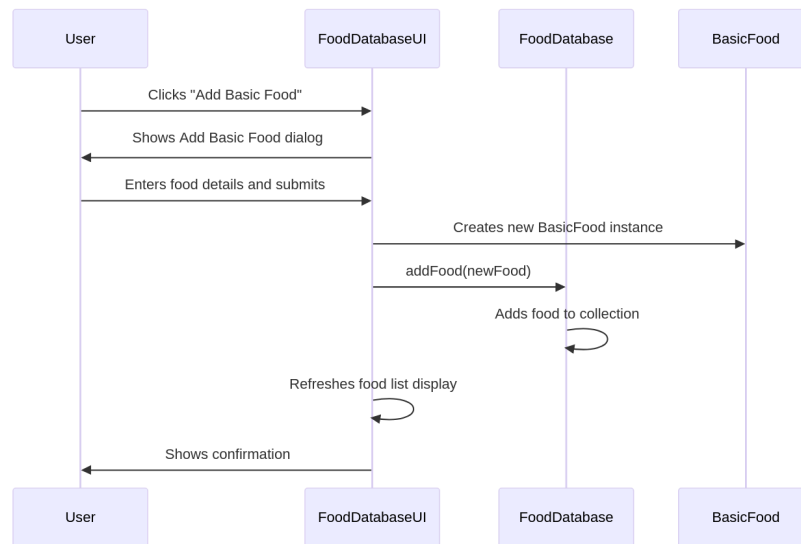 User FoodDatabaseUI FoodDatabase BasicFood
Clicks "Add Basic Food"
Shows Add Basic Food dialog
Enters food details and submits
Creates new BasicFood instance
addFood(newFood)
Adds food to collection
Refreshes food list display
Shows confirmation
User FoodDatabaseUI FoodDatabase BasicFood